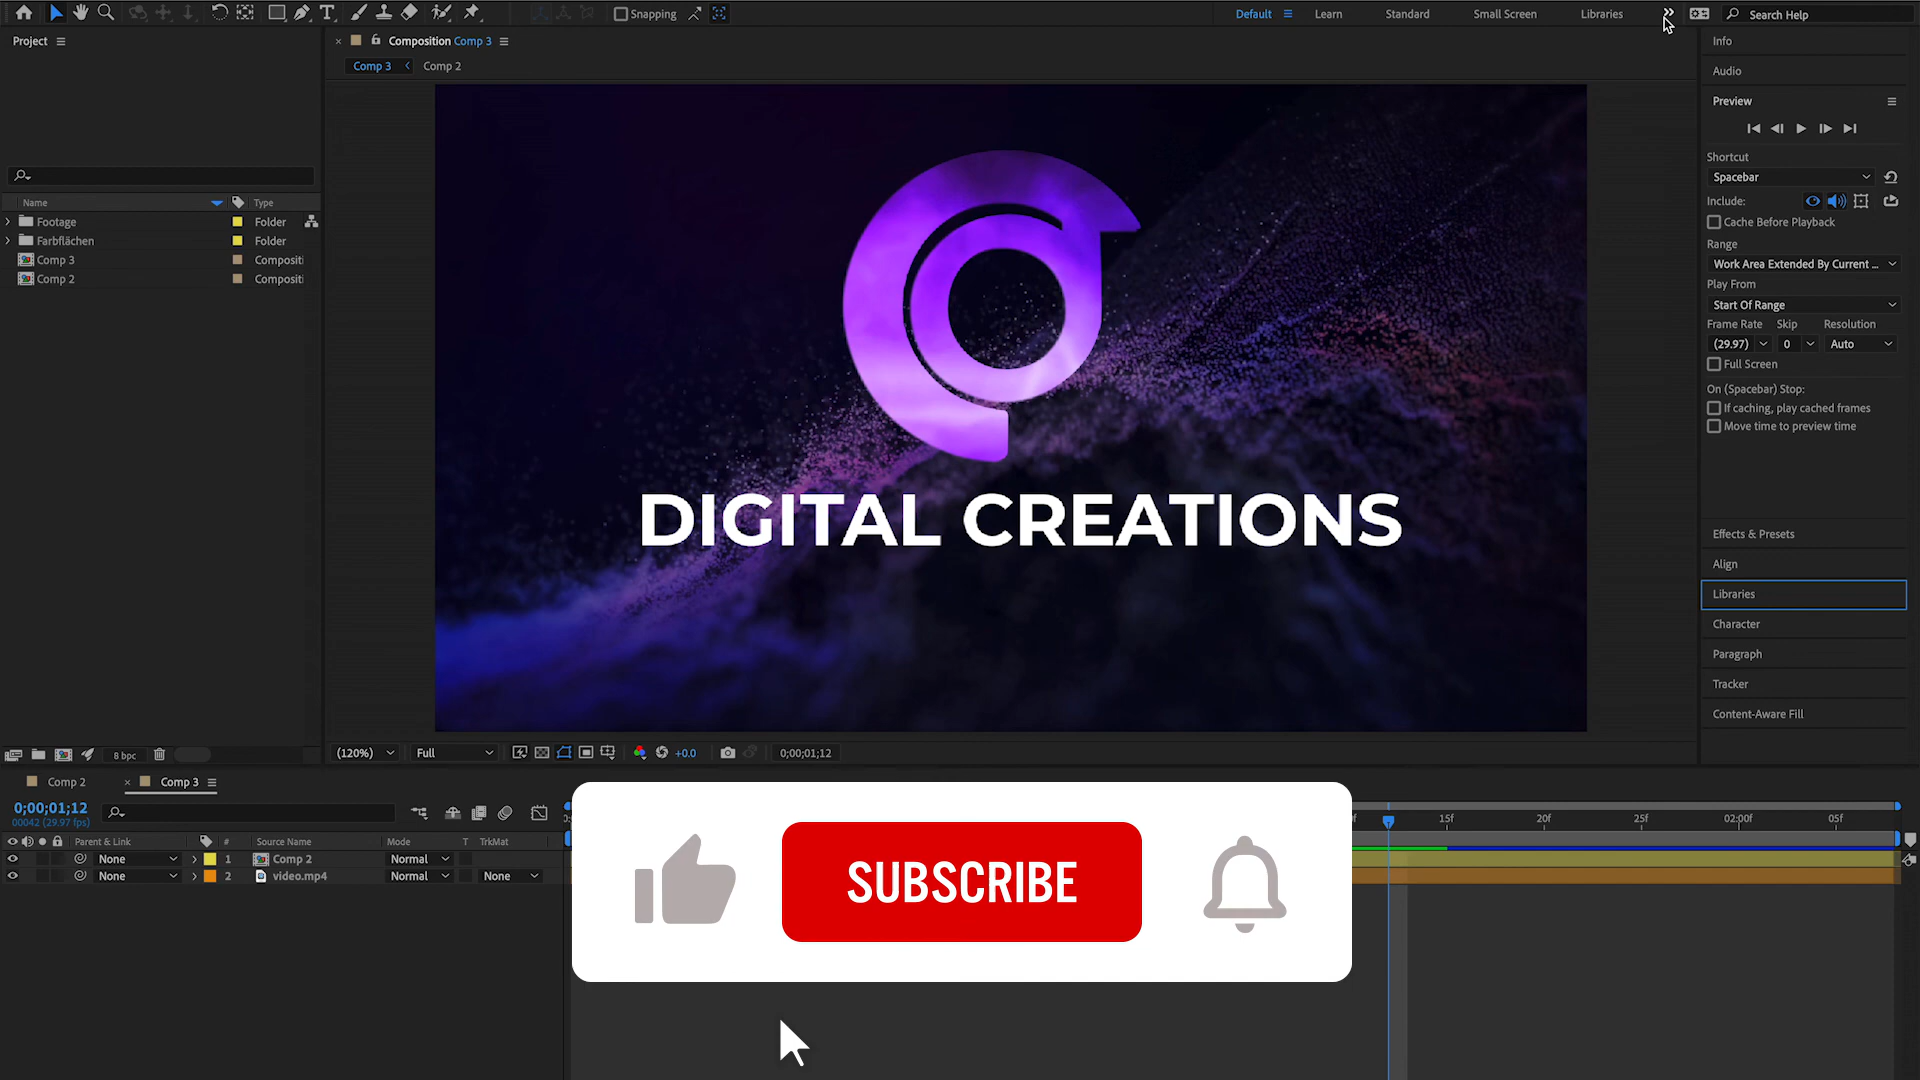 Snapping
Default
Learn
Standard
Small Screen
Libraries
Search Help
Project
Composition Comp 3
Comp 3
Comp 2
Name
Type
Footage
Folder
Farbflächen
Folder
Comp 3
Compositi
Comp 2
Compositi
DIGITAL CREATIONS
Info
Audio
Preview
Shortcut
Spacebar
Include:
Cache Before Playback
Range
Work Area Extended By Current ...
Play From
Start Of Range
Frame Rate Skip Resolution
(29.97) 0 Auto
Full Screen
On (Spacebar) Stop:
If caching, play cached frames
Move time to preview time
Effects & Presets
Align
Libraries
Character
Paragraph
Tracker
Content-Aware Fill
8 bpc
(120%)
Full
+0.0
0;00;01;12
Comp 2
Comp 3
0;00;01;12
00042 (29.97 fps)
Parent & Link # Source Name Mode T TrkMat
None 1 Comp 2 Normal
None 2 video.mp4 Normal None
15f 20f 25f 02:00f 05f
SUBSCRIBE